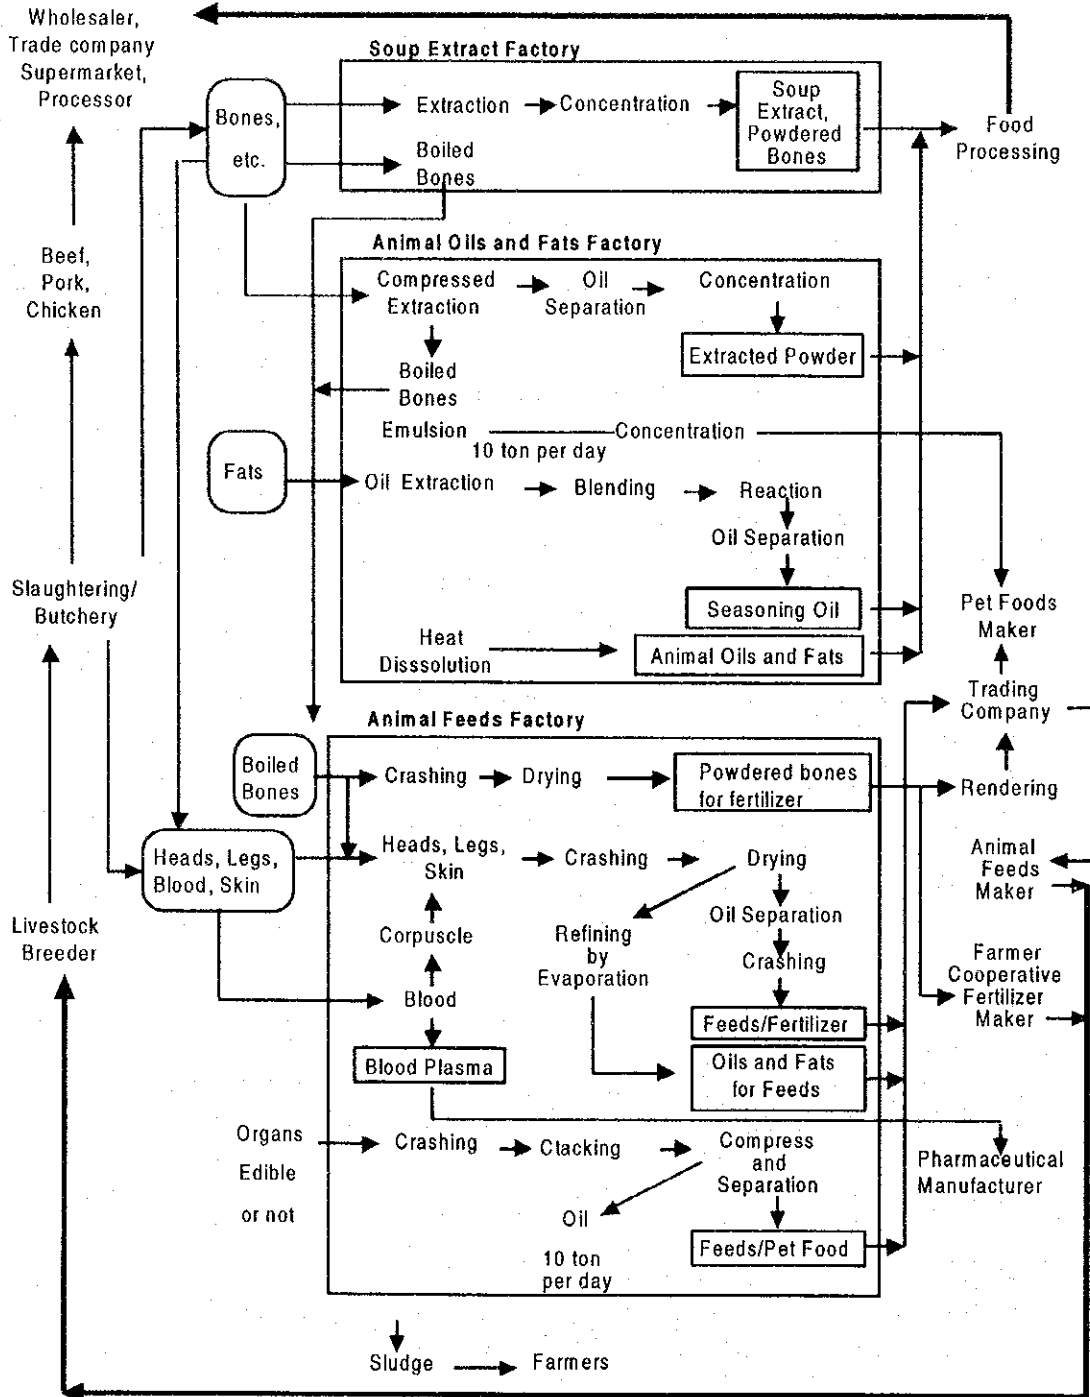 Wholesaler,
Trade company
Supermarket,
Processor
Soup Extract Factory
Bones,
etc.
Extraction
Concentration
Soup
Extract,
Powdered
Bones
Food
Processing
Boiled
Bones
Beef,
Pork,
Chicken
Animal Oils and Fats Factory
Compressed
Extraction
Oil
Separation
Concentration
Extracted Powder
Boiled
Bones
Emulsion
10 ton per day
Concentration
Fats
Oil Extraction
Blending
Reaction
Oil Separation
Seasoning Oil
Heat
Disssolution
Animal Oils and Fats
Slaughtering/
Butchery
Pet Foods
Maker
Trading
Company
Animal Feeds Factory
Boiled
Bones
Crashing
Drying
Powdered bones
for fertilizer
Rendering
Heads, Legs,
Blood, Skin
Heads, Legs,
Skin
Crashing
Drying
Animal
Feeds
Maker
Livestock
Breeder
Corpuscle
Refining
by
Evaporation
Oil Separation
Crashing
Farmer
Cooperative
Fertilizer
Maker
Blood
Feeds/Fertilizer
Blood Plasma
Oils and Fats
for Feeds
Organs
Edible
or not
Crashing
Ctacking
Compress
and
Separation
Pharmaceutical
Manufacturer
Oil
10 ton
per day
Feeds/Pet Food
Sludge
Farmers